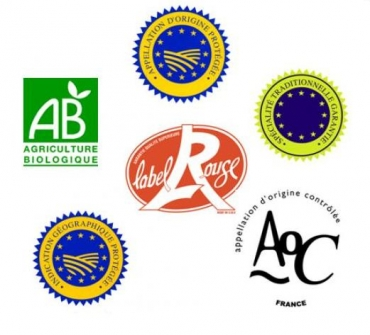 APPELLATION D'ORIGINE PROTÉGÉE
AB
AGRICULTURE
BIOLOGIQUE
SPÉCIALITÉ TRADITIONNELLE GARANTIE
label Rouge
INDICATION GÉOGRAPHIQUE PROTÉGÉE
appellation d'origine contrôlée
AOC
FRANCE